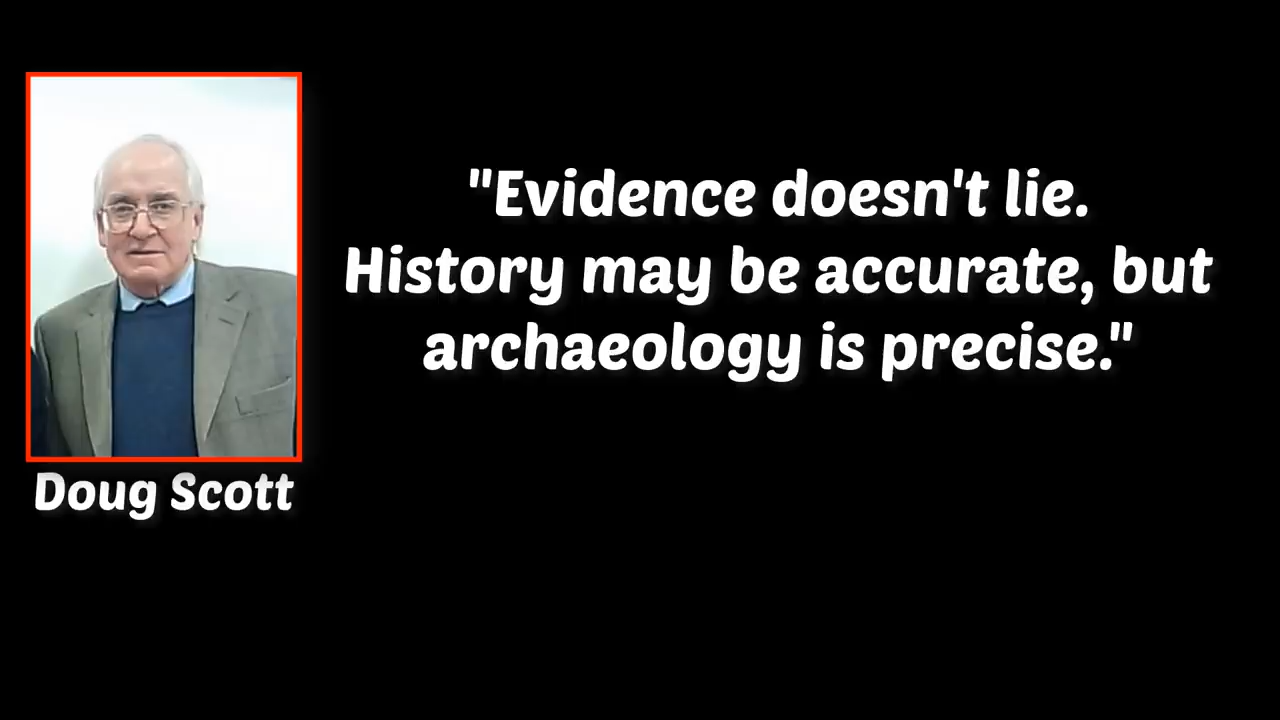 "Evidence doesn't lie.
History may be accurate, but
archaeology is precise."
Doug Scott